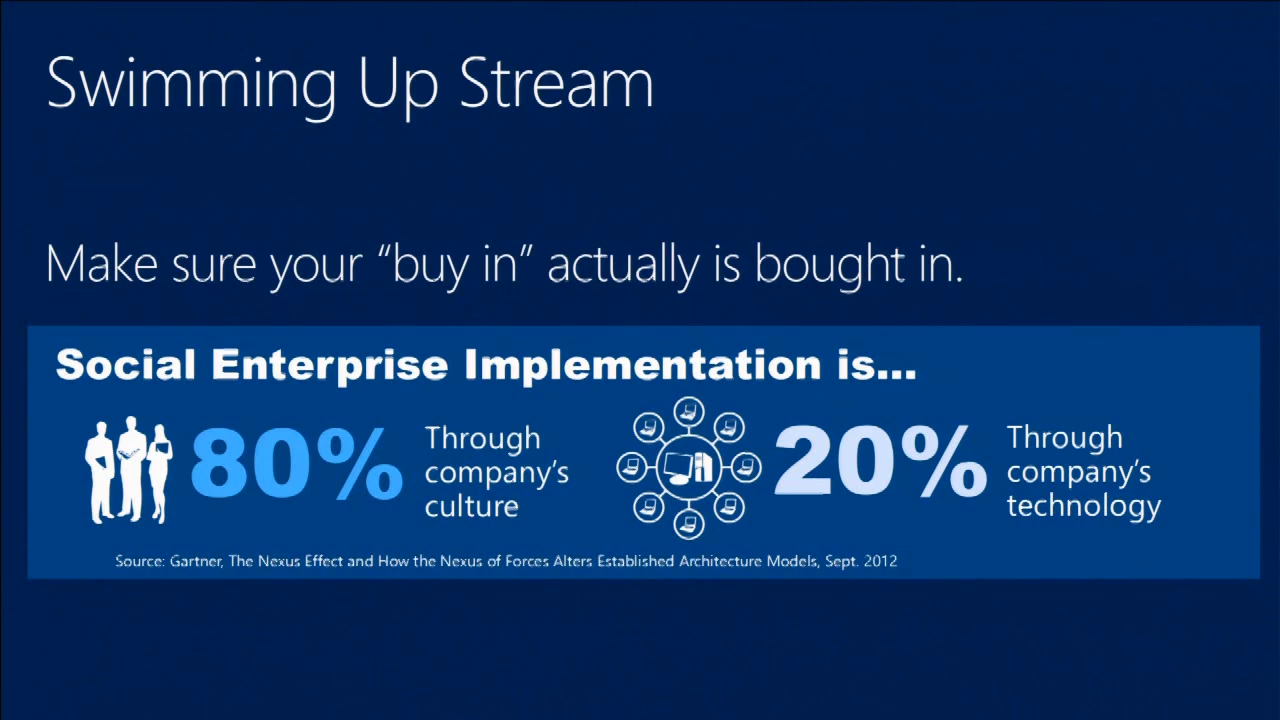 Swimming Up Stream
Make sure your “buy in” actually is bought in.
Social Enterprise Implementation is...
80%
Through
company’s
culture
20%
Through
company’s
technology
Source: Gartner, The Nexus Effect and How the Nexus of Forces Alters Established Architecture Models, Sept. 2012